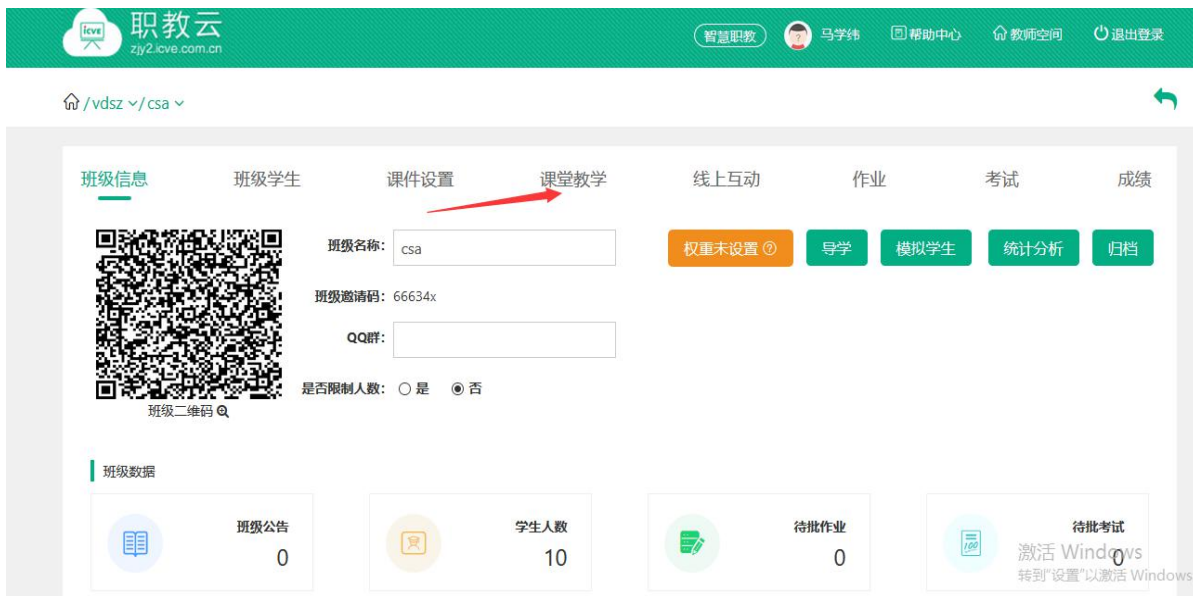 icve 职教云
zjy2.icve.com.cn
智慧职教 马学纬 帮助中心 教师空间 退出登录
/ vdsz / csa
班级信息 班级学生 课件设置 课堂教学 线上互动 作业 考试 成绩
班级名称: csa 权重未设置 导学 模拟学生 统计分析 归档
班级邀请码: 66634x
QQ群:
是否限制人数: 是 否
班级二维码
班级数据
班级公告 学生人数 待批作业 待批考试
0 10 0 0
激活 Windows
转到"设置"以激活 Windows